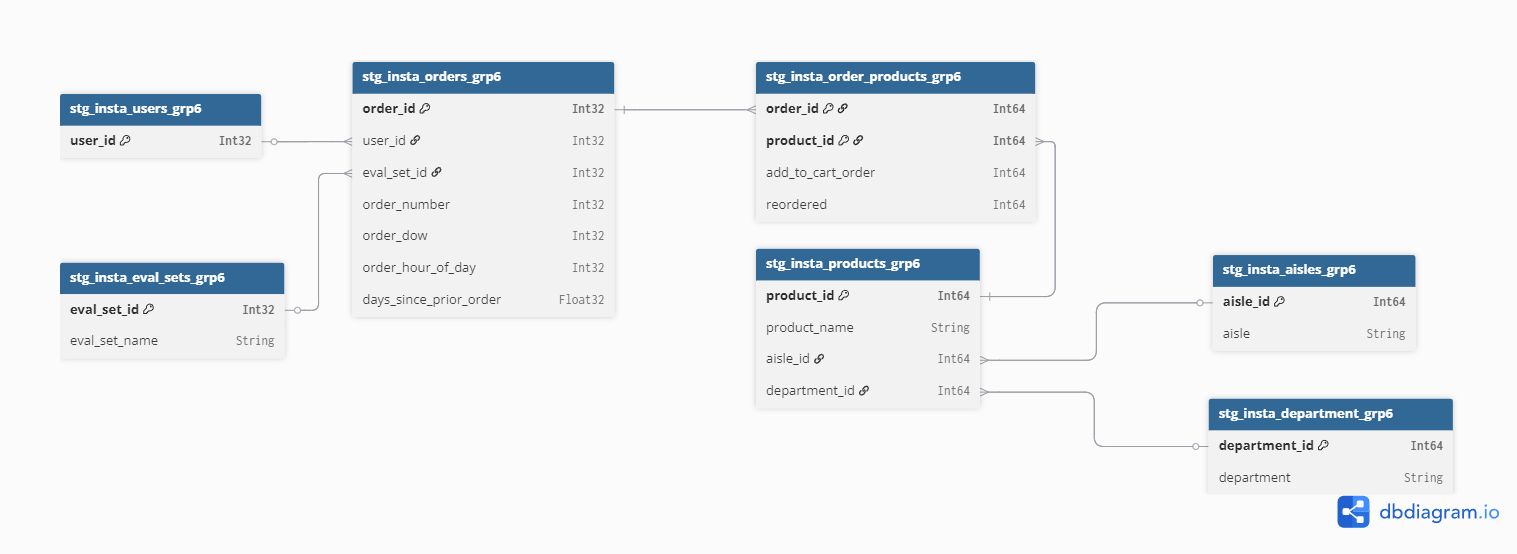 stg_insta_users_grp6
user_id Int32
stg_insta_eval_sets_grp6
eval_set_id Int32
eval_set_name String
stg_insta_orders_grp6
order_id Int32
user_id Int32
eval_set_id Int32
order_number Int32
order_dow Int32
order_hour_of_day Int32
days_since_prior_order Float32
stg_insta_order_products_grp6
order_id Int64
product_id Int64
add_to_cart_order Int64
reordered Int64
stg_insta_products_grp6
product_id Int64
product_name String
aisle_id Int64
department_id Int64
stg_insta_aisles_grp6
aisle_id Int64
aisle String
stg_insta_department_grp6
department_id Int64
department String
dbdiagram.io